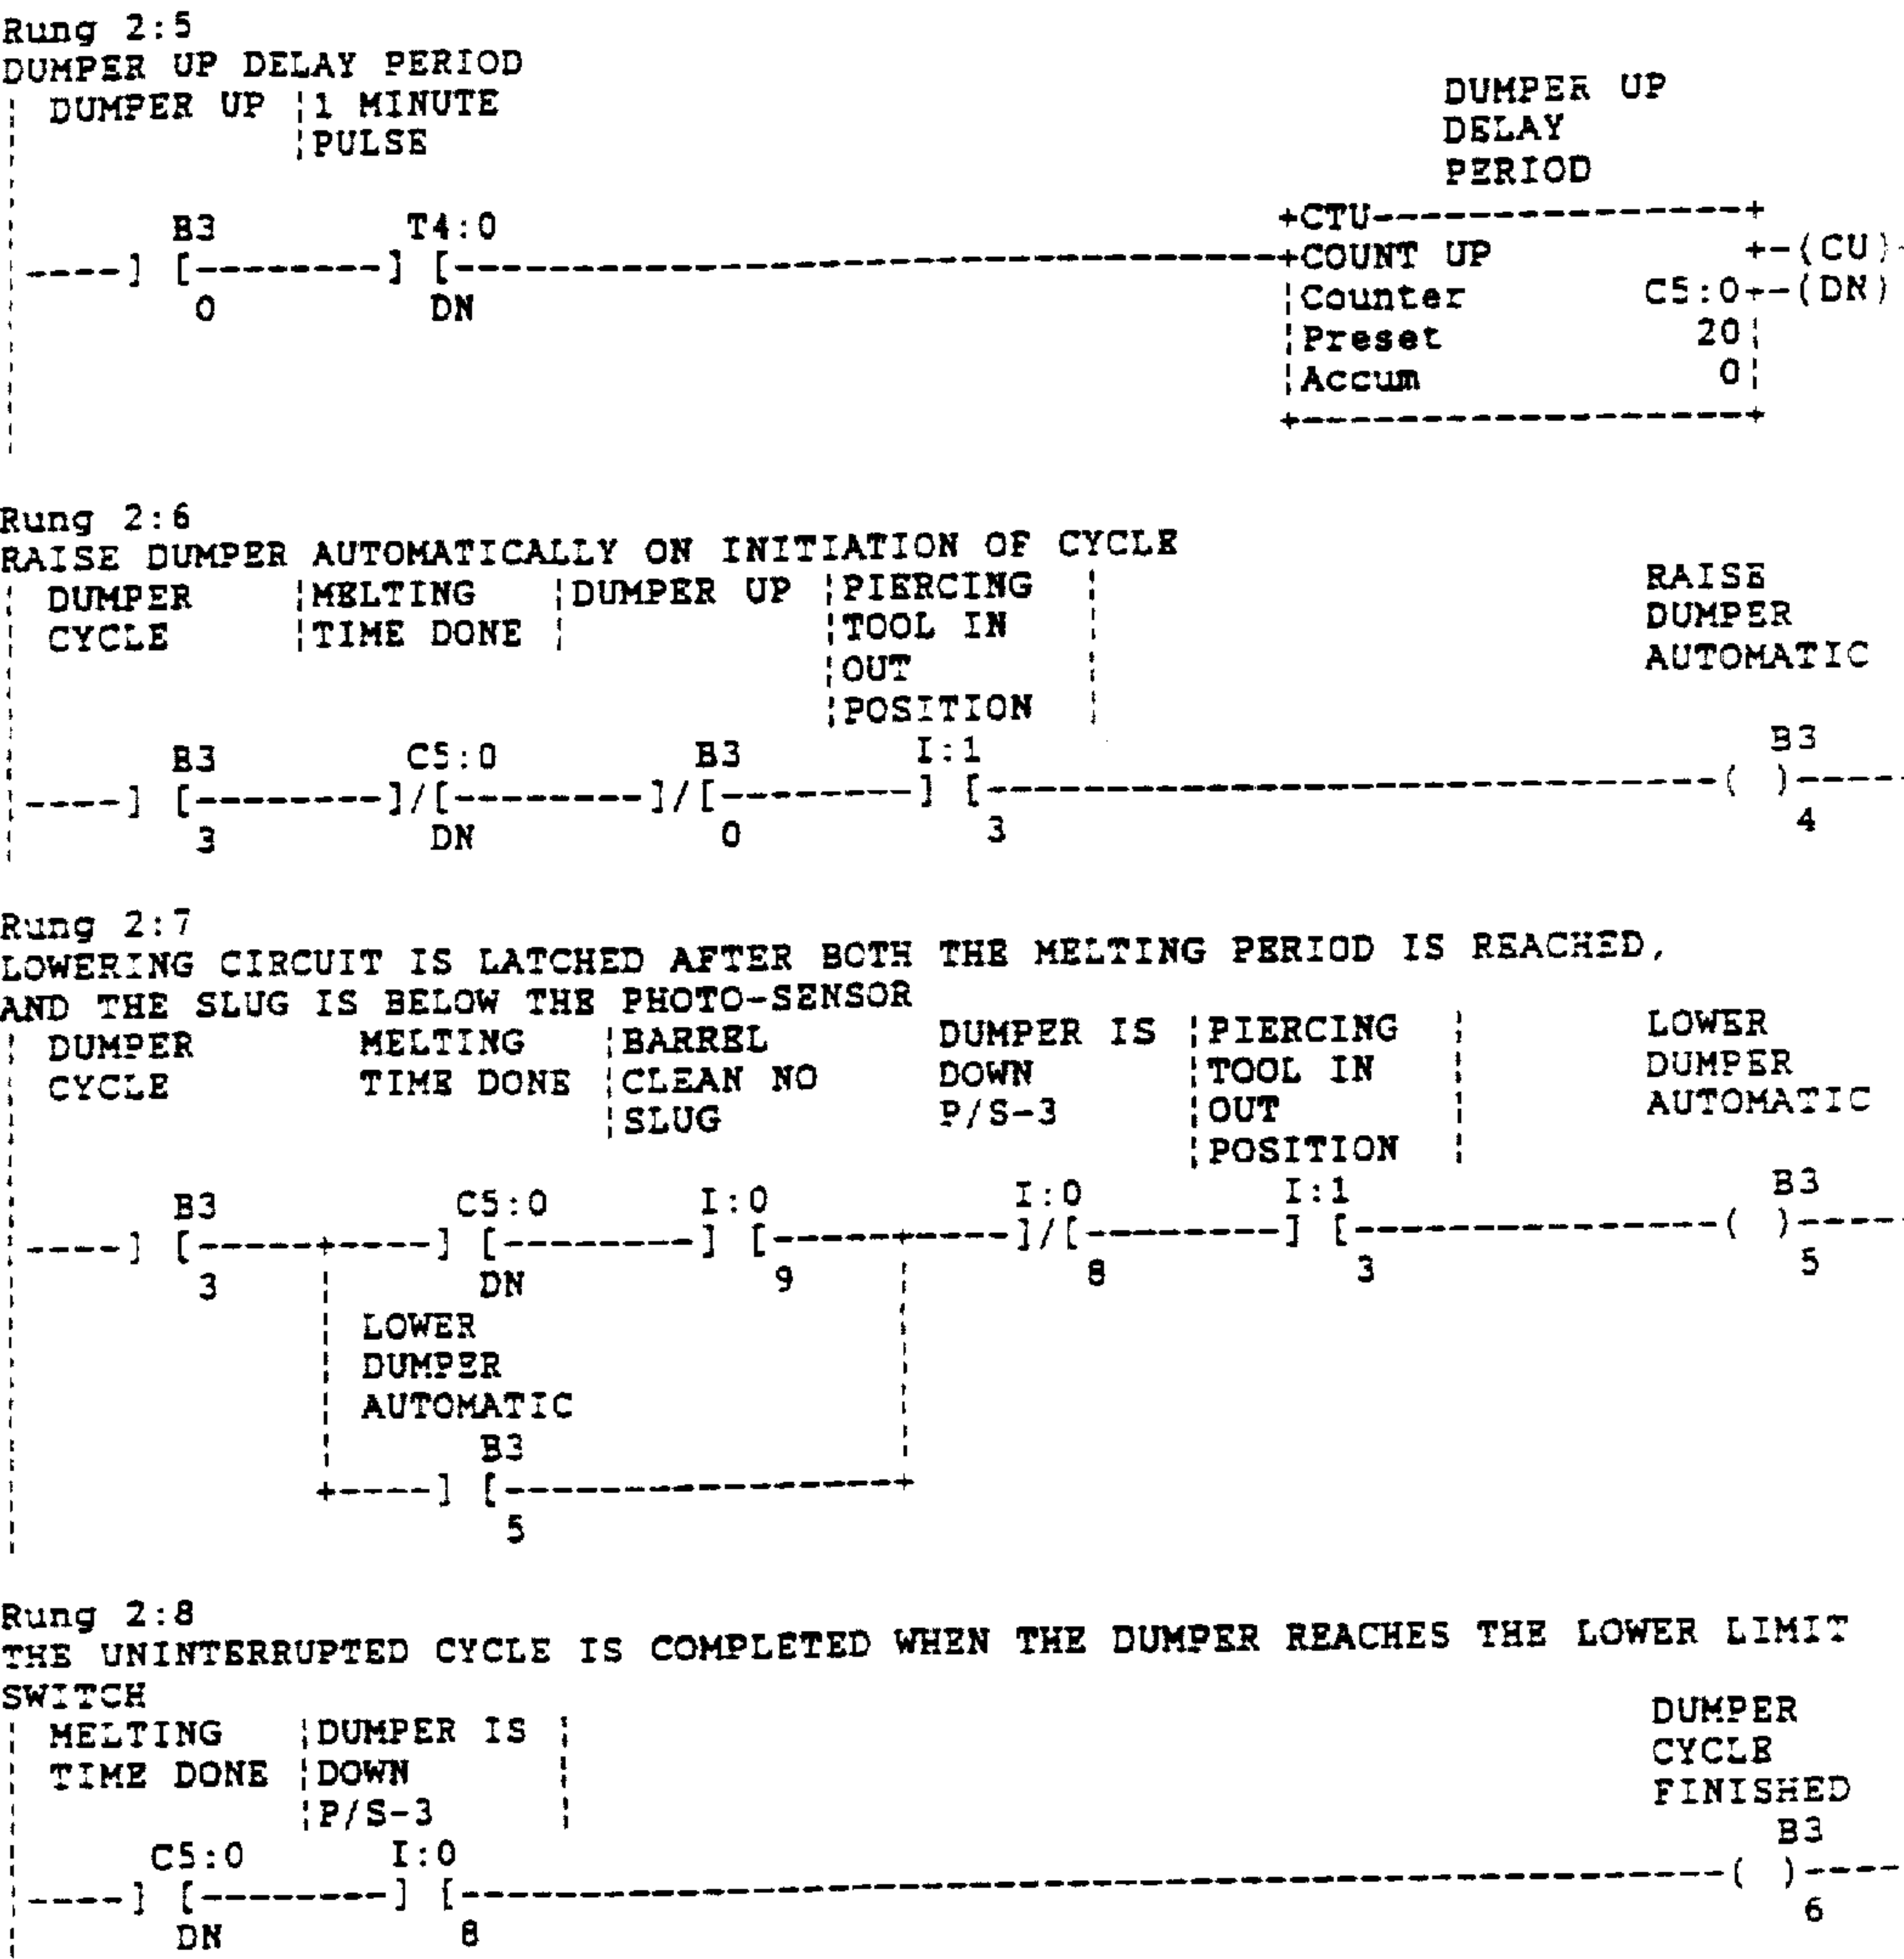 Rung 2:5
DUMPER UP DELAY PERIOD
DUMPER UP |1 MINUTE DUMPER UP
|PULSE DELAY
PERIOD
B3 T4:0 +CTU-----------------+
|----] [--------] [-----------------------------------+COUNT UP +-(CU)-
0 DN |Counter C5:0+-(DN)
|Preset 20|
|Accum 0|
+--------------------+
Rung 2:6
RAISE DUMPER AUTOMATICALLY ON INITIATION OF CYCLE
| DUMPER |MELTING |DUMPER UP |PIERCING | RAISE
| CYCLE |TIME DONE | |TOOL IN | DUMPER
|OUT | AUTOMATIC
|POSITION |
B3 C5:0 B3 I:1 B3
|----] [--------]/[--------]/[--------] [-------------------------------( )-----
3 DN 0 3 4
Rung 2:7
LOWERING CIRCUIT IS LATCHED AFTER BOTH THE MELTING PERIOD IS REACHED,
AND THE SLUG IS BELOW THE PHOTO-SENSOR
| DUMPER MELTING |BARREL DUMPER IS |PIERCING | LOWER
| CYCLE TIME DONE |CLEAN NO DOWN |TOOL IN | DUMPER
|SLUG P/S-3 |OUT | AUTOMATIC
|POSITION |
B3 C5:0 I:0 I:0 I:1 B3
|----] [-----+----] [--------] [-----+----]/[--------] [---------------( )-----
3 DN 9 8 3 5
| LOWER |
| DUMPER |
| AUTOMATIC |
| B3 |
+----] [-----------------+
5
Rung 2:8
THE UNINTERRUPTED CYCLE IS COMPLETED WHEN THE DUMPER REACHES THE LOWER LIMIT
SWITCH
| MELTING |DUMPER IS | DUMPER
| TIME DONE |DOWN | CYCLE
|P/S-3 | FINISHED
C5:0 I:0 B3
|----] [--------] [-------------------------------------------------------( )----
DN 8 6